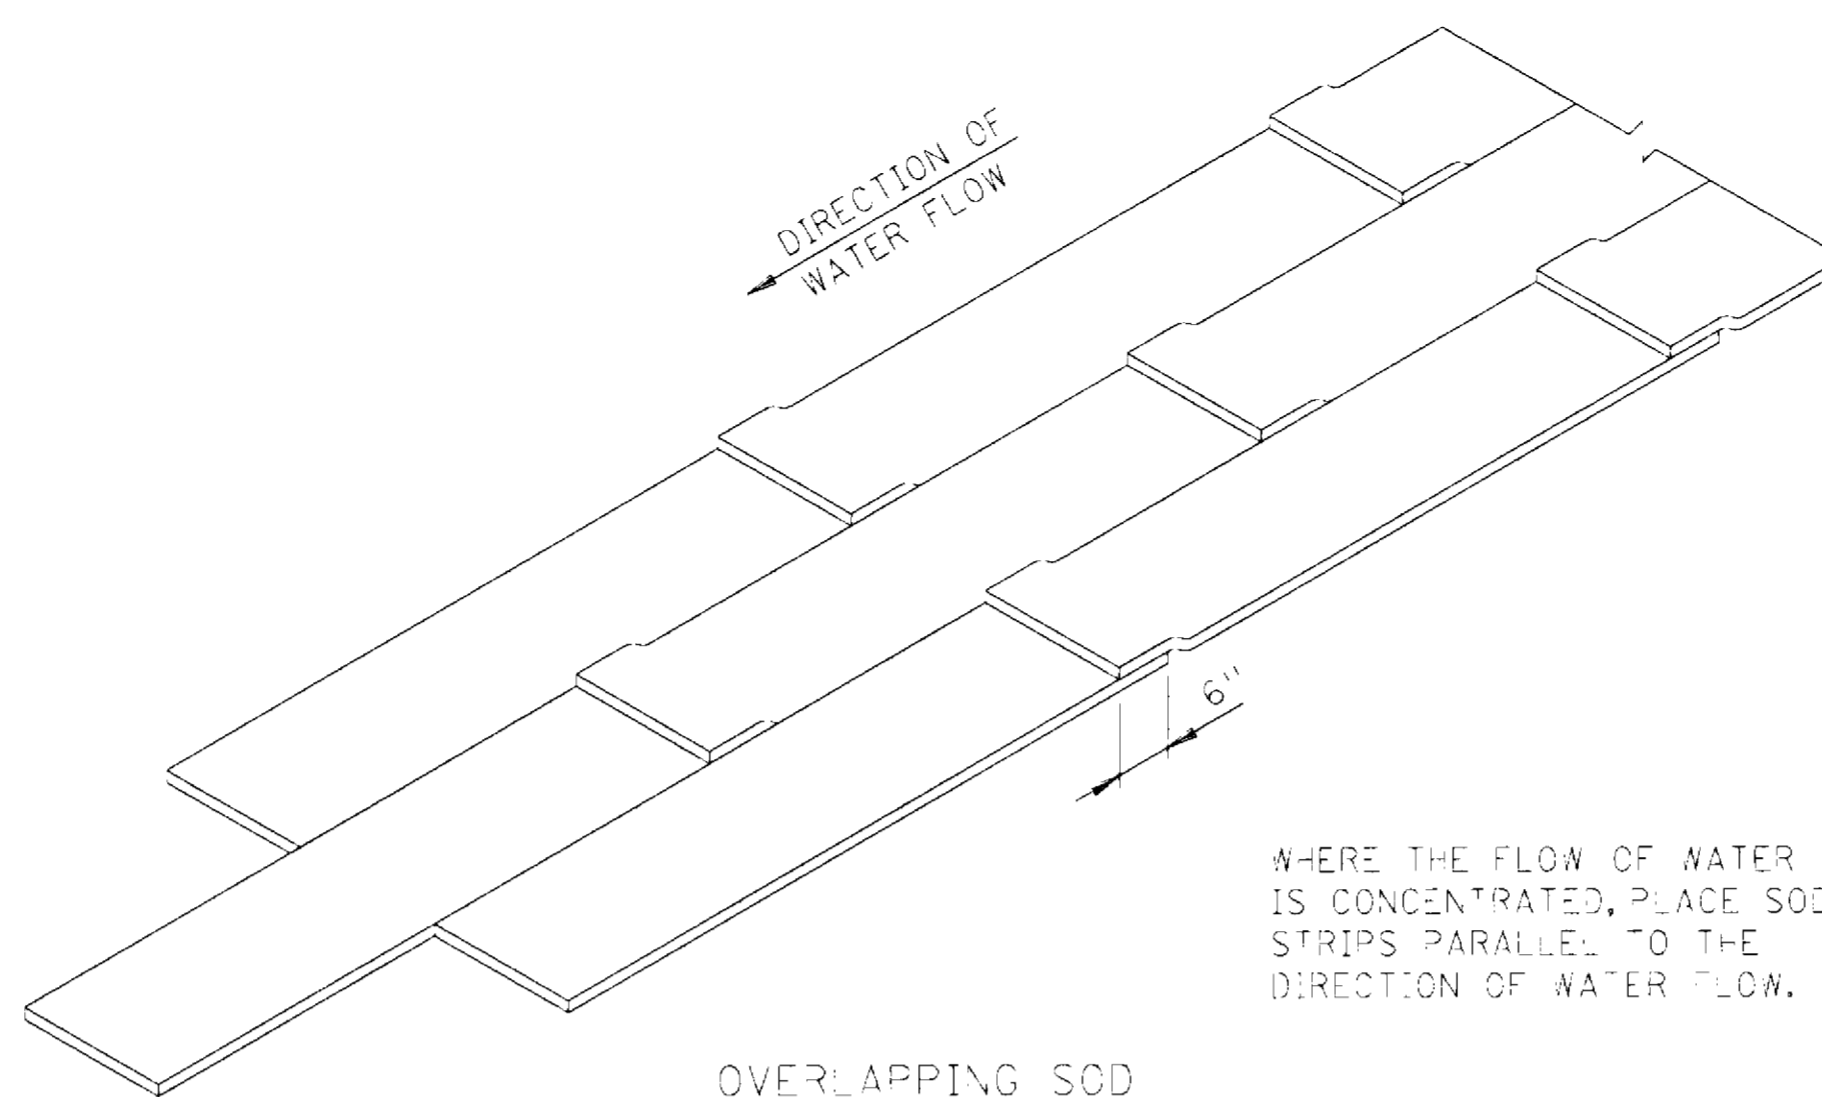 DIRECTION OF
WATER FLOW
6"
WHERE THE FLOW OF WATER
IS CONCENTRATED, PLACE SOD
STRIPS PARALLEL TO THE
DIRECTION OF WATER FLOW.
OVERLAPPING SOD